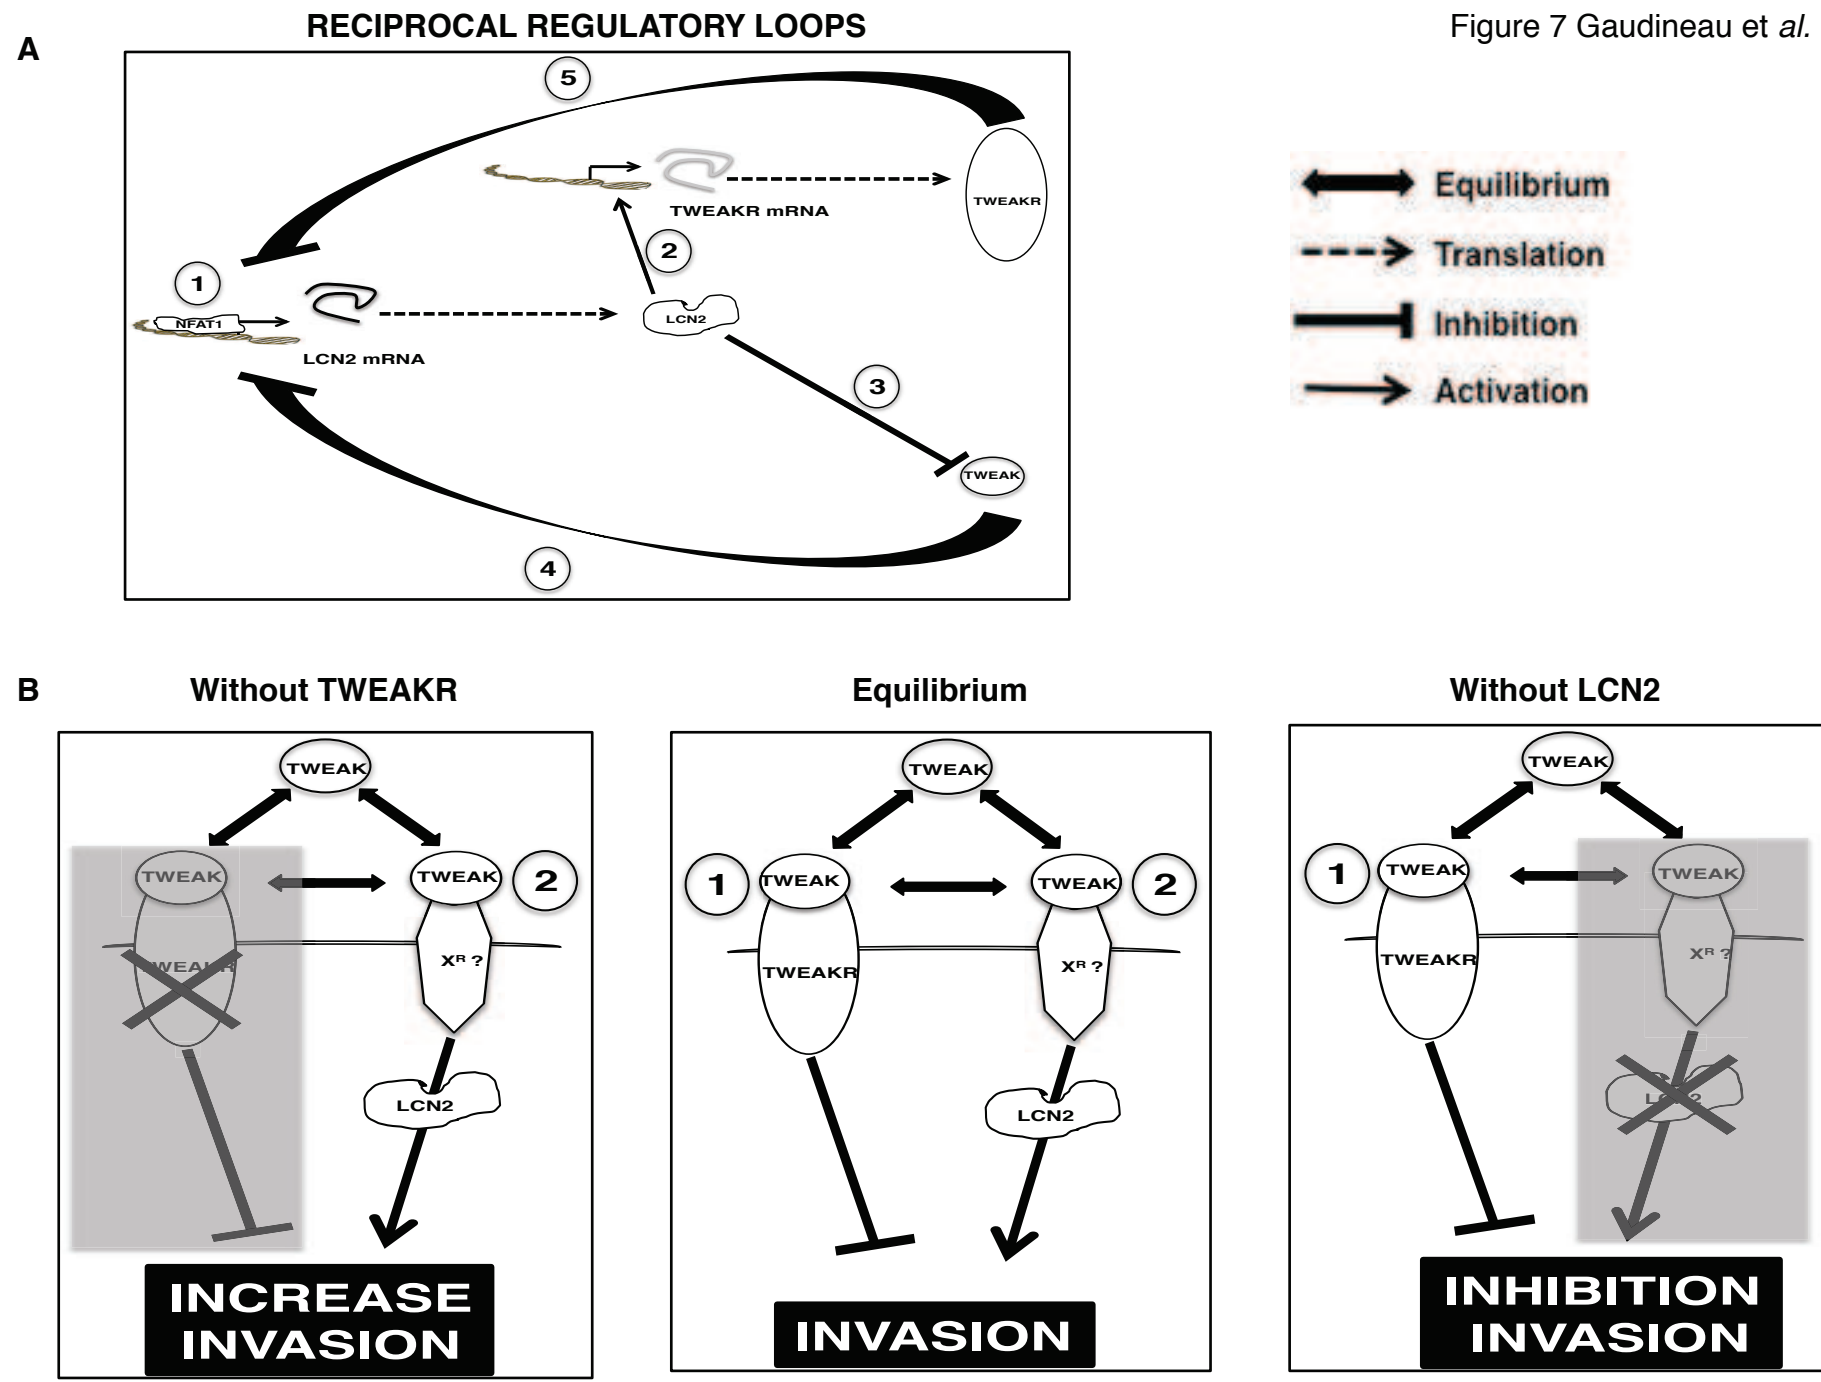 RECIPROCAL REGULATORY LOOPS
Figure 7 Gaudineau et al.
A
5
TWEAKR mRNA
TWEAKR
2
1
NFAT1
LCN2 mRNA
LCN2
3
TWEAK
4
Equilibrium
Translation
Inhibition
Activation
B
Without TWEAKR
TWEAK
TWEAK
TWEAK
2
TWEAKR
XR ?
LCN2
INCREASE
INVASION
Equilibrium
TWEAK
1
TWEAK
TWEAK
2
TWEAKR
XR ?
LCN2
INVASION
Without LCN2
TWEAK
1
TWEAK
TWEAK
TWEAKR
XR ?
LCN2
INHIBITION
INVASION